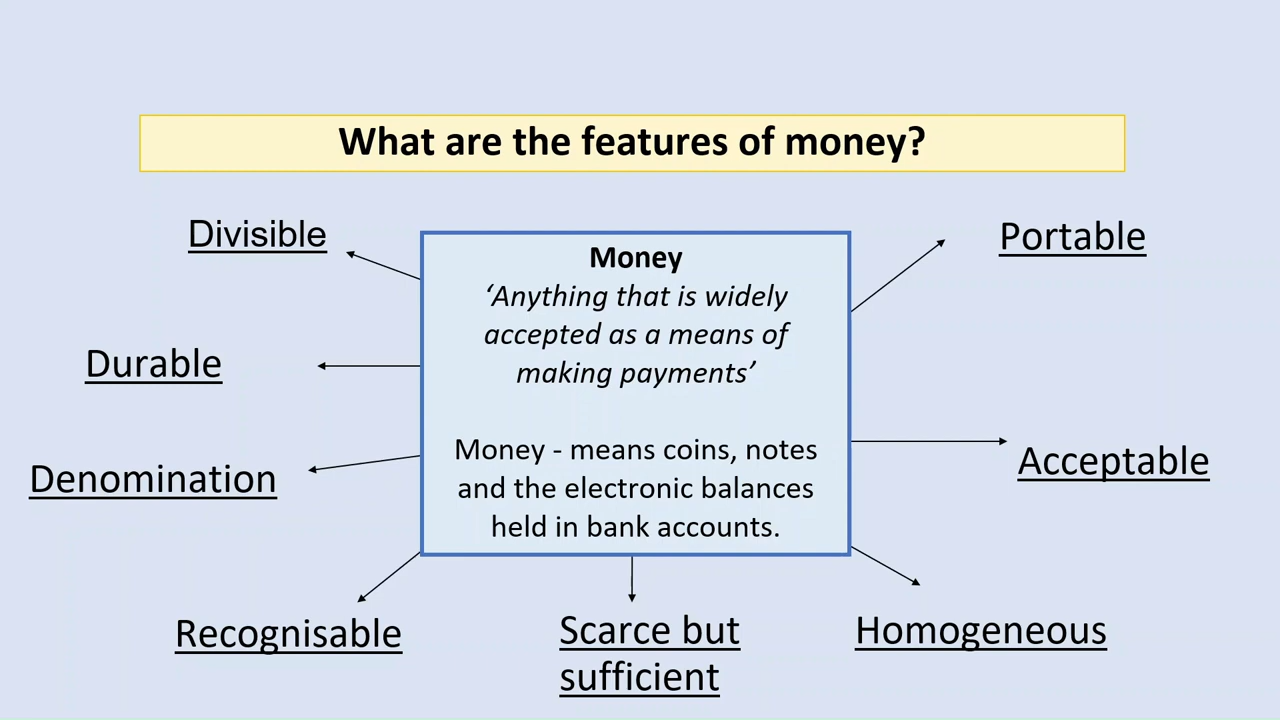 What are the features of money?
Divisible
Portable
Money
‘Anything that is widely
accepted as a means of
making payments’
Durable
Money - means coins, notes
and the electronic balances
held in bank accounts.
Acceptable
Denomination
Recognisable
Scarce but
sufficient
Homogeneous